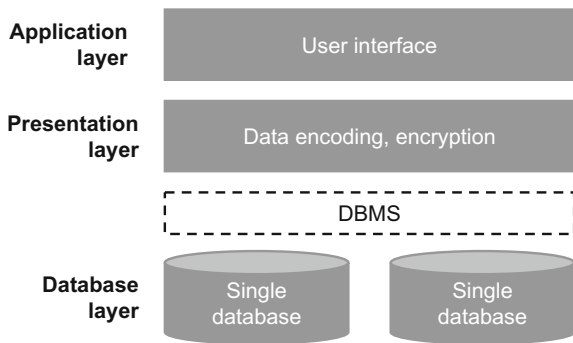 Application
layer
User interface
Presentation
layer
Data encoding, encryption
DBMS
Database
layer
Single
database
Single
database